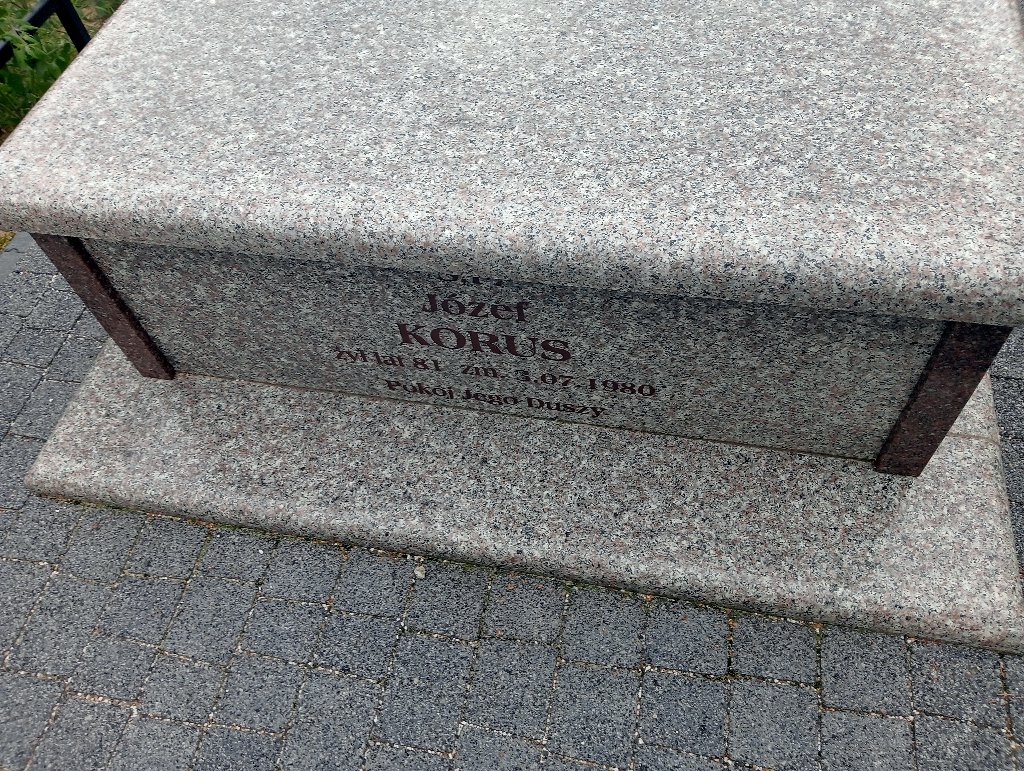 Józef
KORUS
żył lat 81 zm. 3.07.1980
Pokój Jego Duszy